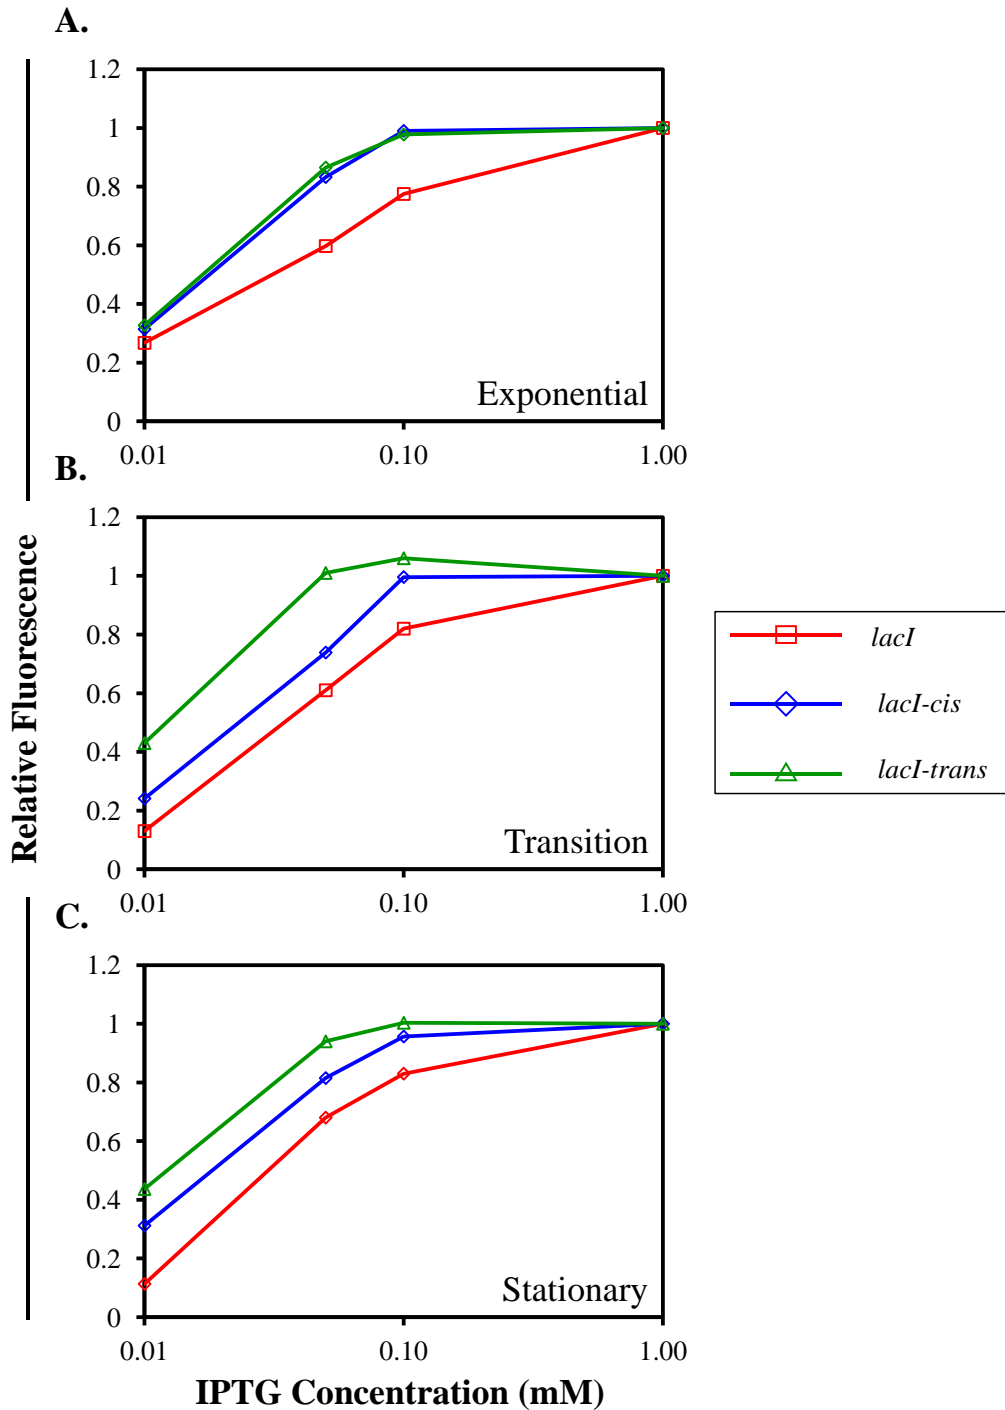 A.
1.2
1
0.8
0.6
0.4
0.2
0
Exponential
0.01
0.10
1.00
B.
1.2
1
0.8
0.6
0.4
0.2
0
Transition
0.01
0.10
1.00
Relative Fluorescence
lacI
lacI-cis
lacI-trans
C.
1.2
1
0.8
0.6
0.4
0.2
0
Stationary
0.01
0.10
1.00
IPTG Concentration (mM)